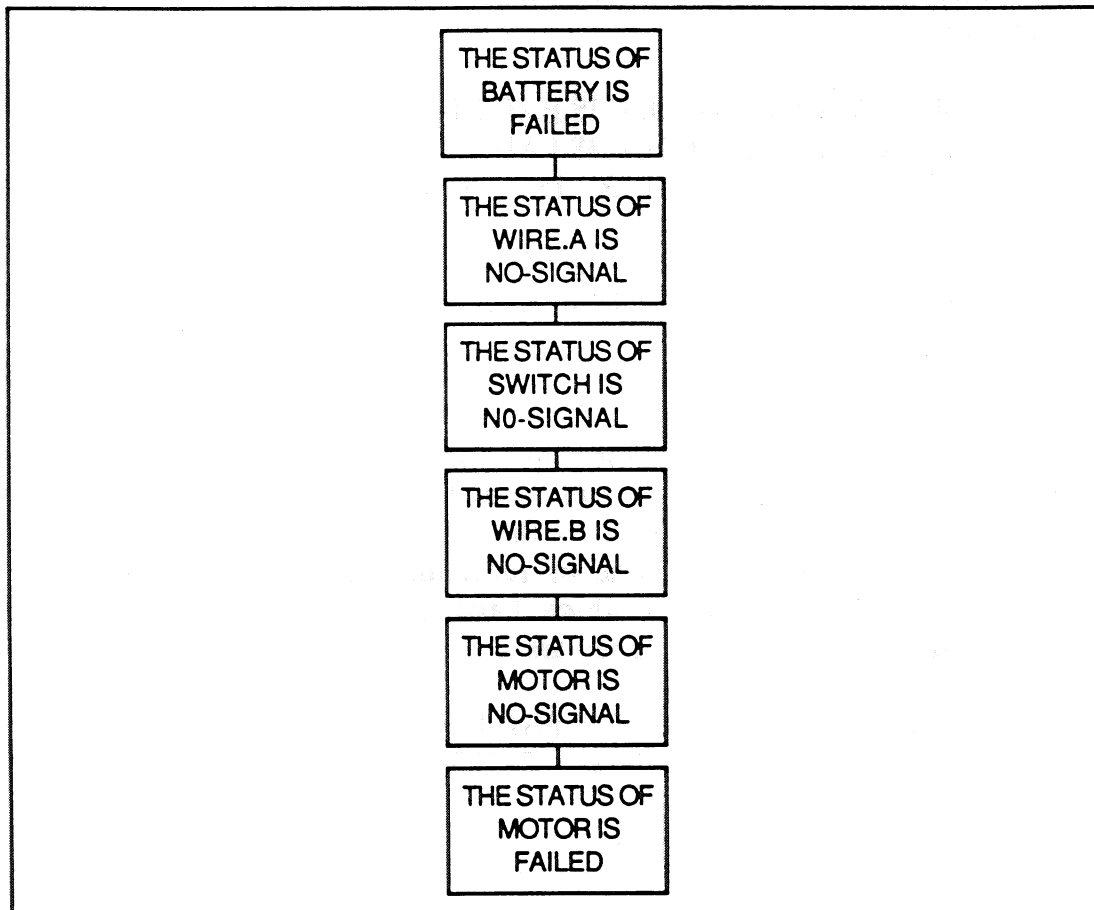 THE STATUS OF
BATTERY IS
FAILED
THE STATUS OF
WIRE.A IS
NO-SIGNAL
THE STATUS OF
SWITCH IS
N0-SIGNAL
THE STATUS OF
WIRE.B IS
NO-SIGNAL
THE STATUS OF
MOTOR IS
NO-SIGNAL
THE STATUS OF
MOTOR IS
FAILED